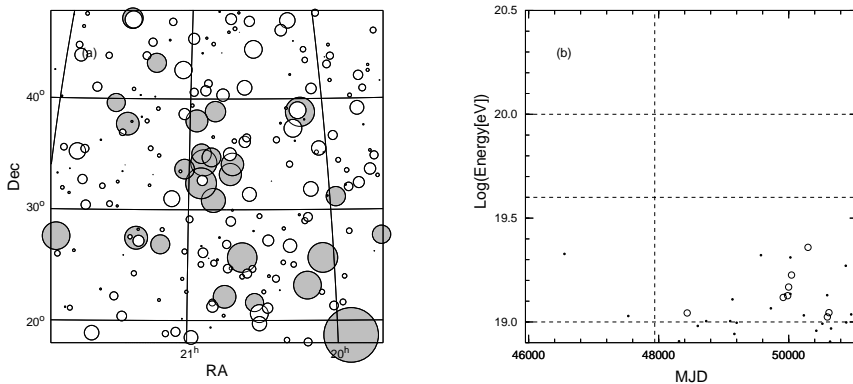 (a)
40°
30°
20°
Dec
21ʰ
20ʰ
RA
(b)
20.5
20.0
19.5
19.0
Log(Energy[eV])
46000 48000 50000
MJD